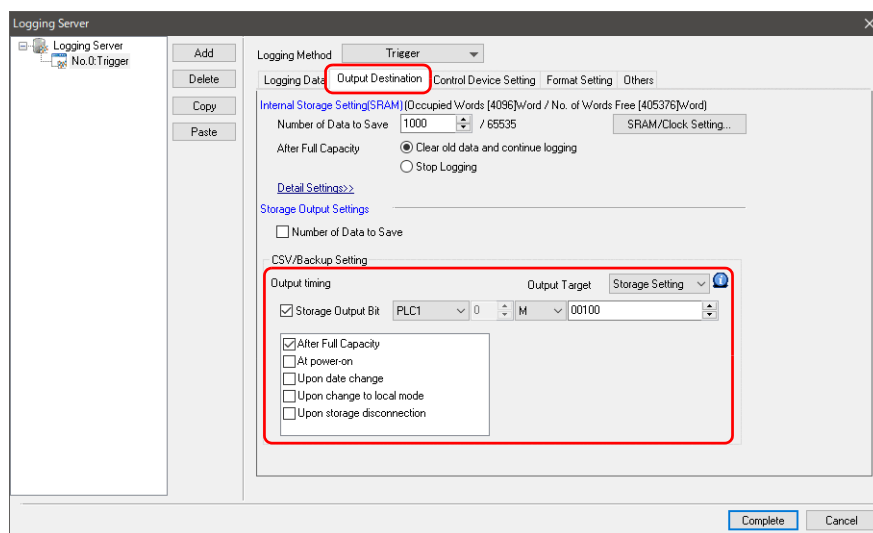 Logging Server
Logging Server
No.0:Trigger
Add
Delete
Copy
Paste
Logging Method Trigger
Logging Data Output Destination Control Device Setting Format Setting Others
Internal Storage Setting(SRAM) (Occupied Words [4096]Word / No. of Words Free [405376]Word)
Number of Data to Save 1000 / 65535 SRAM/Clock Setting...
After Full Capacity Clear old data and continue logging
Stop Logging
Detail Settings>>
Storage Output Settings
Number of Data to Save
CSV/Backup Setting
Output timing Output Target Storage Setting
Storage Output Bit PLC1 0 M 00100
After Full Capacity
At power-on
Upon date change
Upon change to local mode
Upon storage disconnection
Complete Cancel